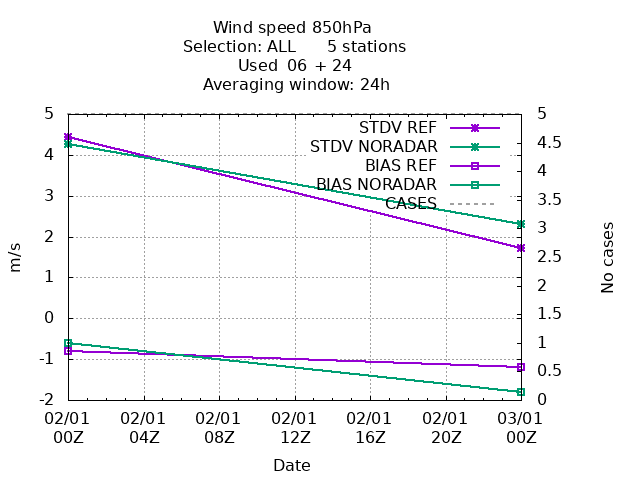 Wind speed 850hPa
Selection: ALL 5 stations
Used 06 + 24
Averaging window: 24h
STDV REF
STDV NORADAR
BIAS REF
BIAS NORADAR
CASES
5
4
3
2
1
0
-1
-2
m/s
5
4.5
4
3.5
3
2.5
2
1.5
1
0.5
0
No cases
02/01 02/01 02/01 02/01 02/01 02/01 03/01
00Z 04Z 08Z 12Z 16Z 20Z 00Z
Date